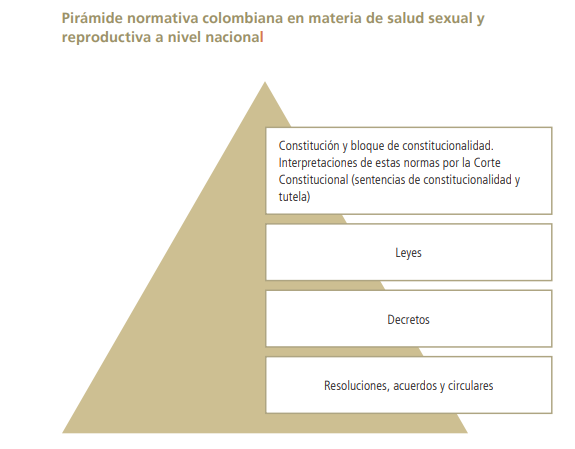 Pirámide normativa colombiana en materia de salud sexual y
reproductiva a nivel nacional
Constitución y bloque de constitucionalidad.
Interpretaciones de estas normas por la Corte
Constitucional (sentencias de constitucionalidad y
tutela)
Leyes
Decretos
Resoluciones, acuerdos y circulares